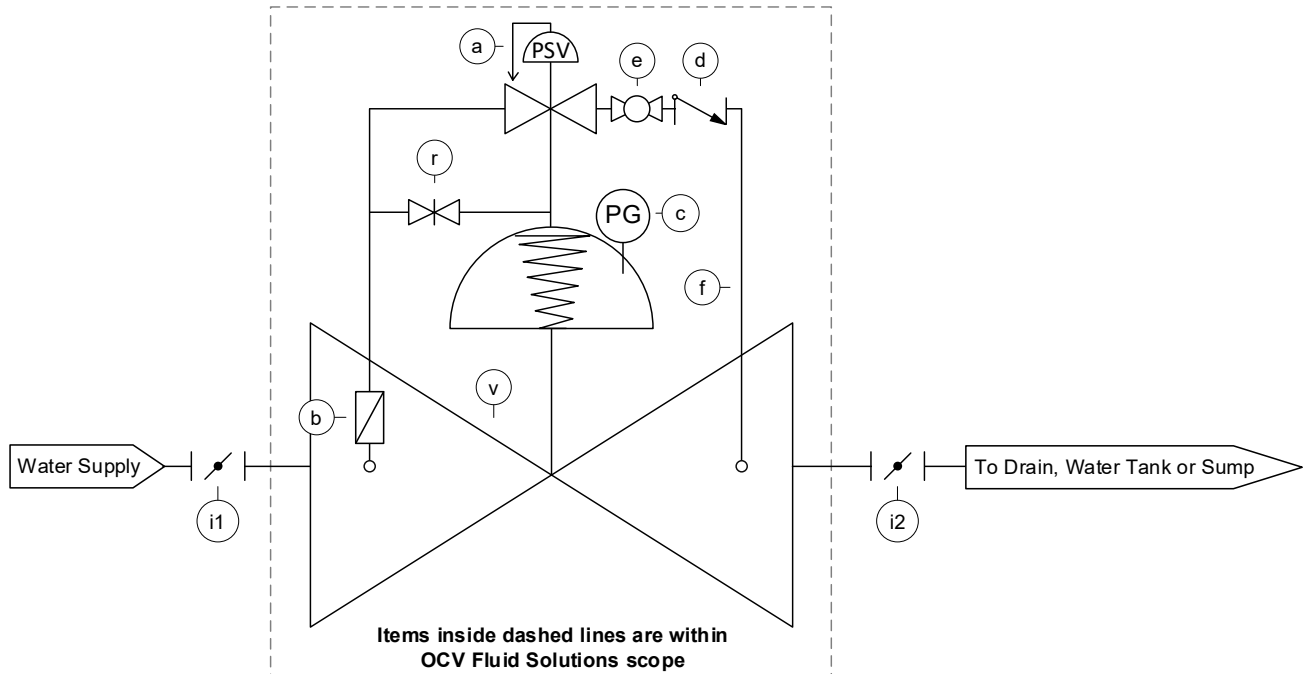 a
PSV
e
d
r
PG
c
f
v
b
Water Supply
To Drain, Water Tank or Sump
i1
i2
Items inside dashed lines are within
OCV Fluid Solutions scope